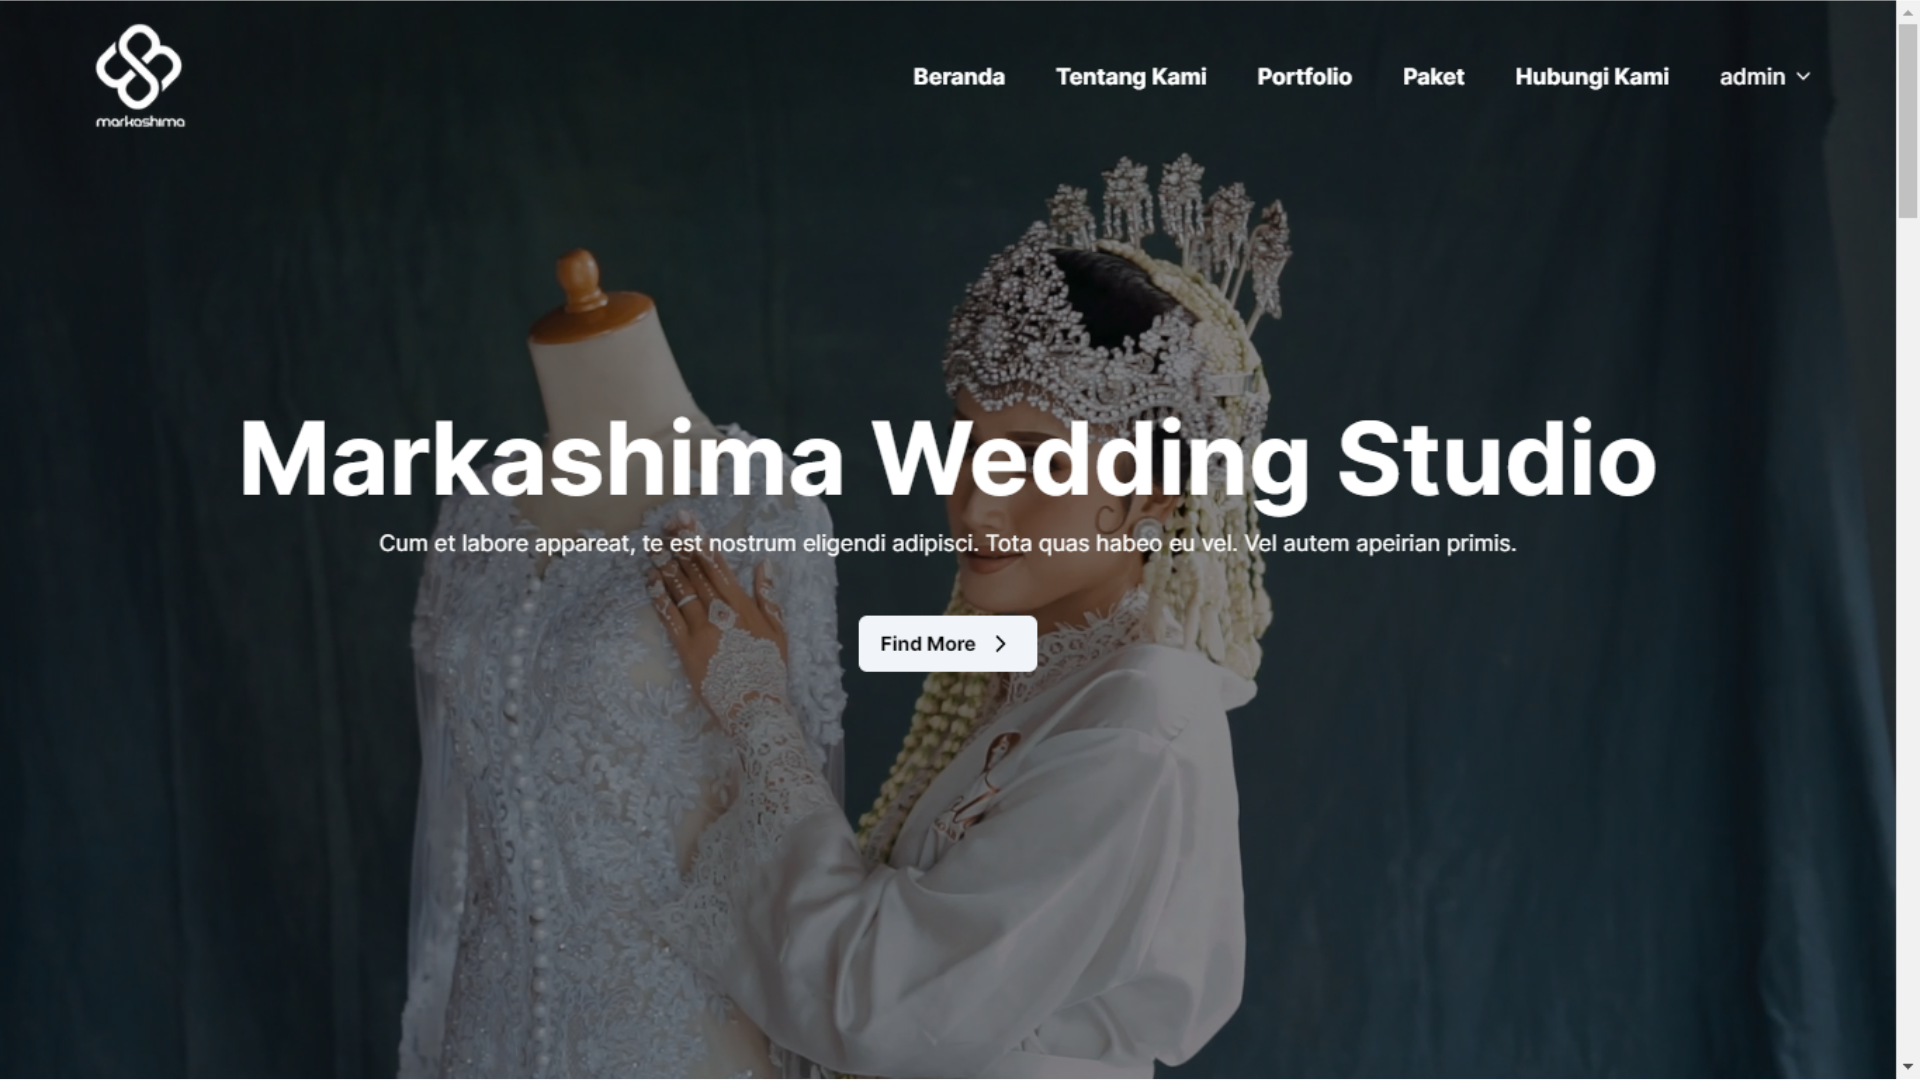 markashima
Beranda Tentang Kami Portfolio Paket Hubungi Kami admin
Markashima Wedding Studio
Cum et labore appareat, te est nostrum eligendi adipisci. Tota quas habeo eu vel. Vel autem apeirian primis.
Find More